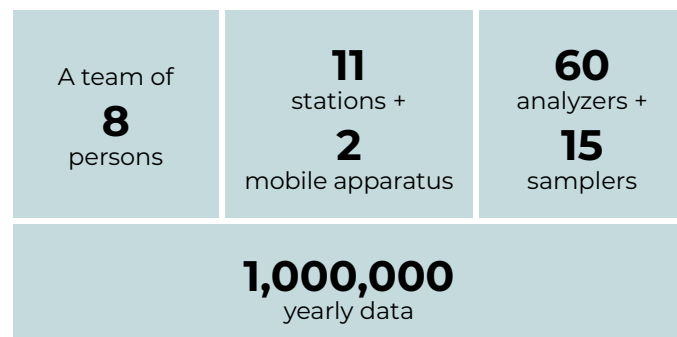 A team of
8
persons
11
stations +
2
mobile apparatus
60
analyzers +
15
samplers
1,000,000
yearly data